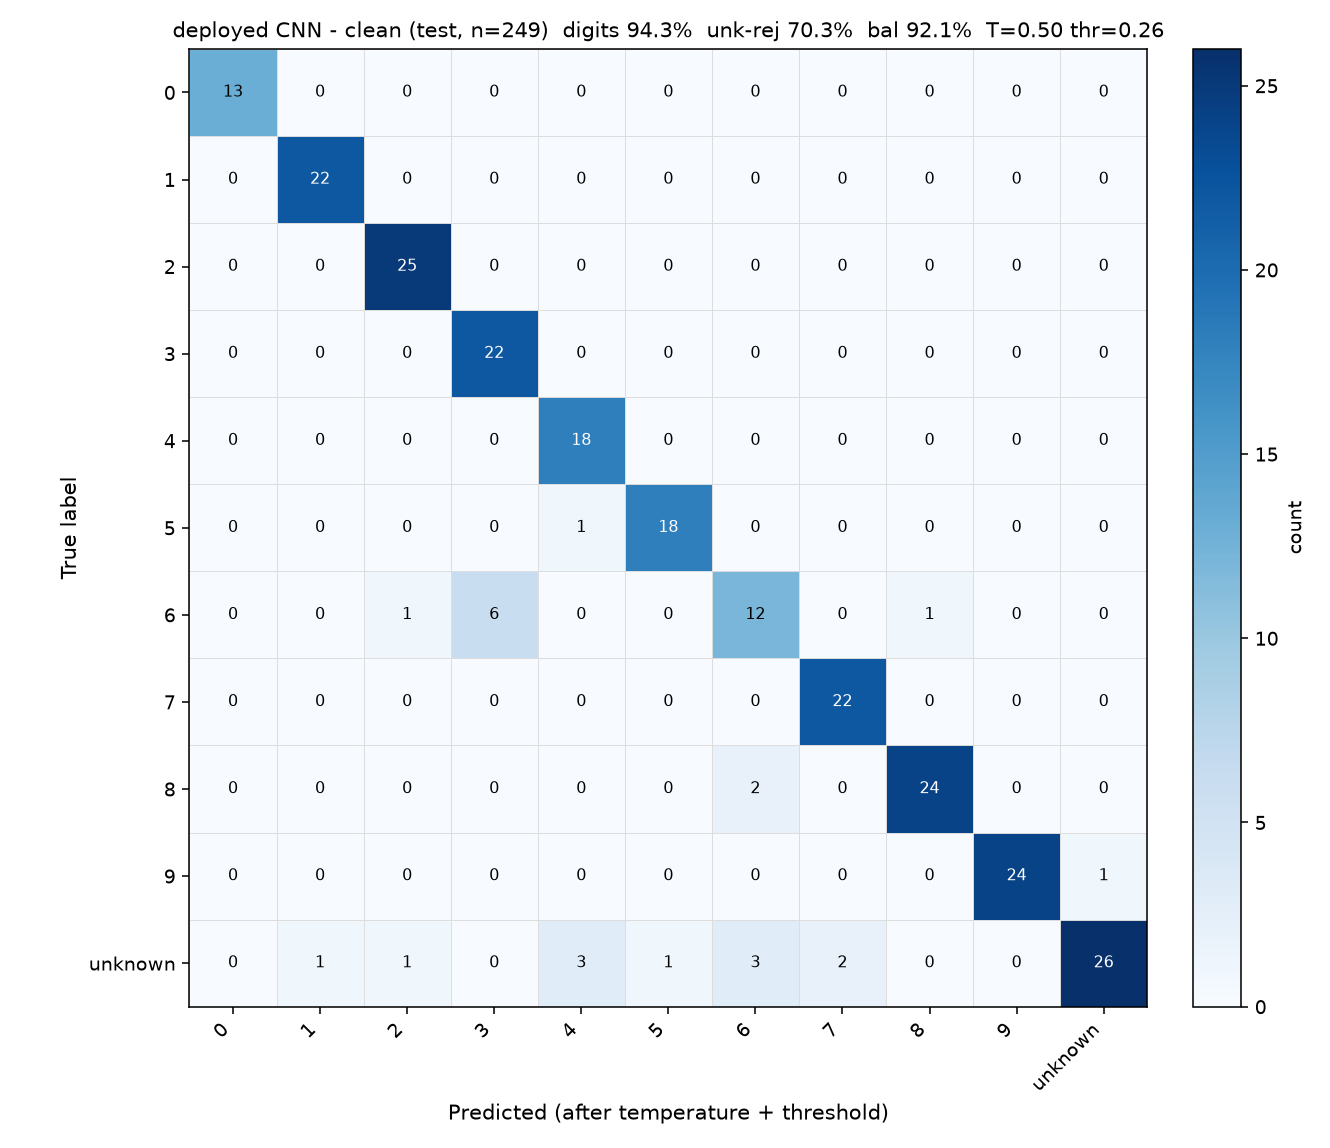 deployed CNN - clean (test, n=249)  digits 94.3%  unk-rej 70.3%  bal 92.1%  T=0.50 thr=0.26
0 13 0 0 0 0 0 0 0 0 0 0
1 0 22 0 0 0 0 0 0 0 0 0
2 0 0 25 0 0 0 0 0 0 0 0
3 0 0 0 22 0 0 0 0 0 0 0
4 0 0 0 0 18 0 0 0 0 0 0
5 0 0 0 0 1 18 0 0 0 0 0
6 0 0 1 6 0 0 12 0 1 0 0
7 0 0 0 0 0 0 0 22 0 0 0
8 0 0 0 0 0 0 2 0 24 0 0
9 0 0 0 0 0 0 0 0 0 24 1
unknown 0 1 1 0 3 1 3 2 0 0 26
0 1 2 3 4 5 6 7 8 9 unknown
Predicted (after temperature + threshold)
True label
25
20
15
10
5
0
count